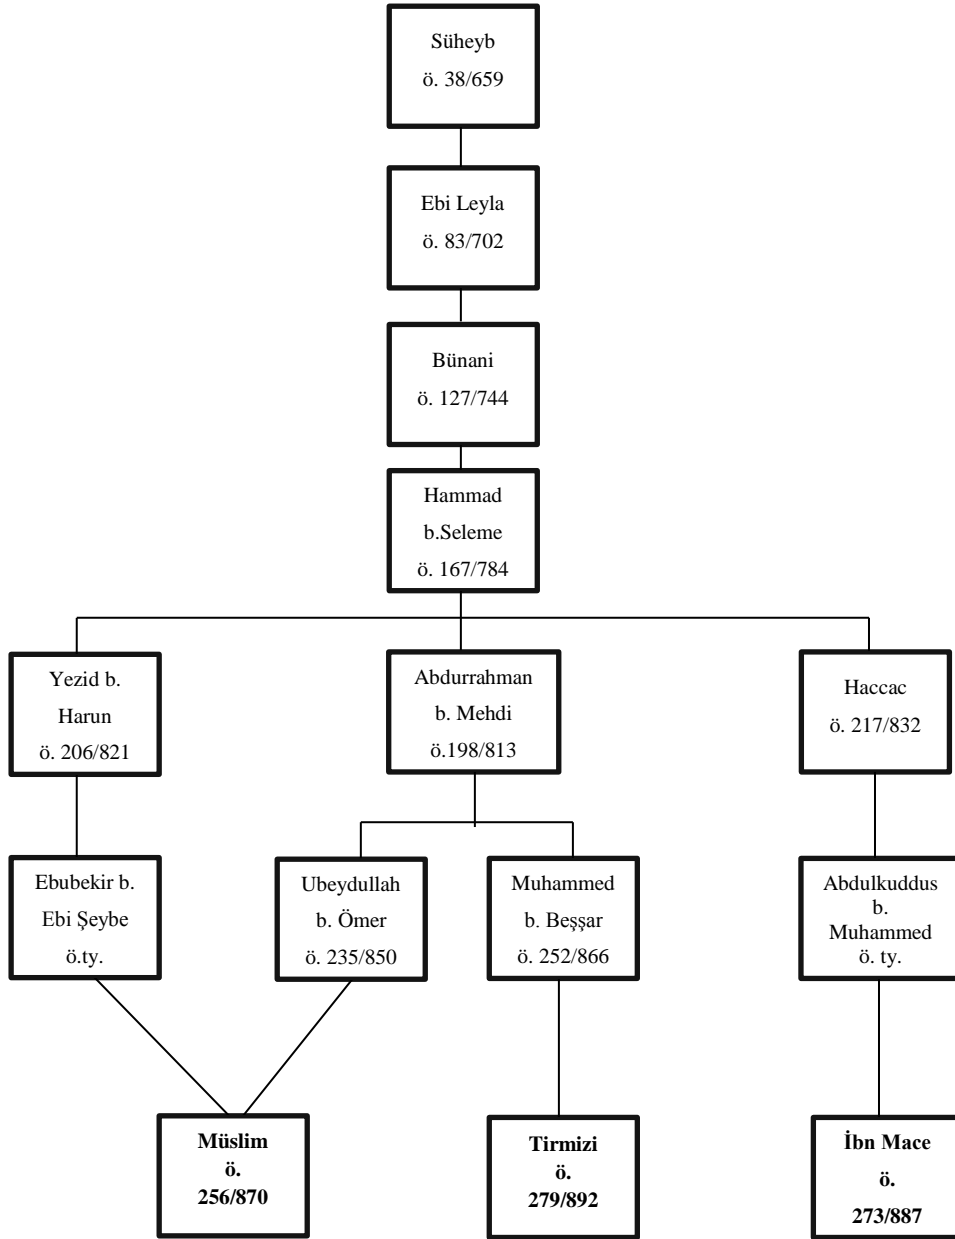 Süheyb
ö. 38/659
Ebi Leyla
ö. 83/702
Bünani
ö. 127/744
Hammad
b.Seleme
ö. 167/784
Yezid b.
Harun
ö. 206/821
Abdurrahman
b. Mehdi
ö.198/813
Haccac
ö. 217/832
Ebubekir b.
Ebi Şeybe
ö.ty.
Ubeydullah
b. Ömer
ö. 235/850
Muhammed
b. Beşşar
ö. 252/866
Abdulkuddus
b.
Muhammed
ö. ty.
Müslim
ö.
256/870
Tirmizi
ö.
279/892
İbn Mace
ö.
273/887